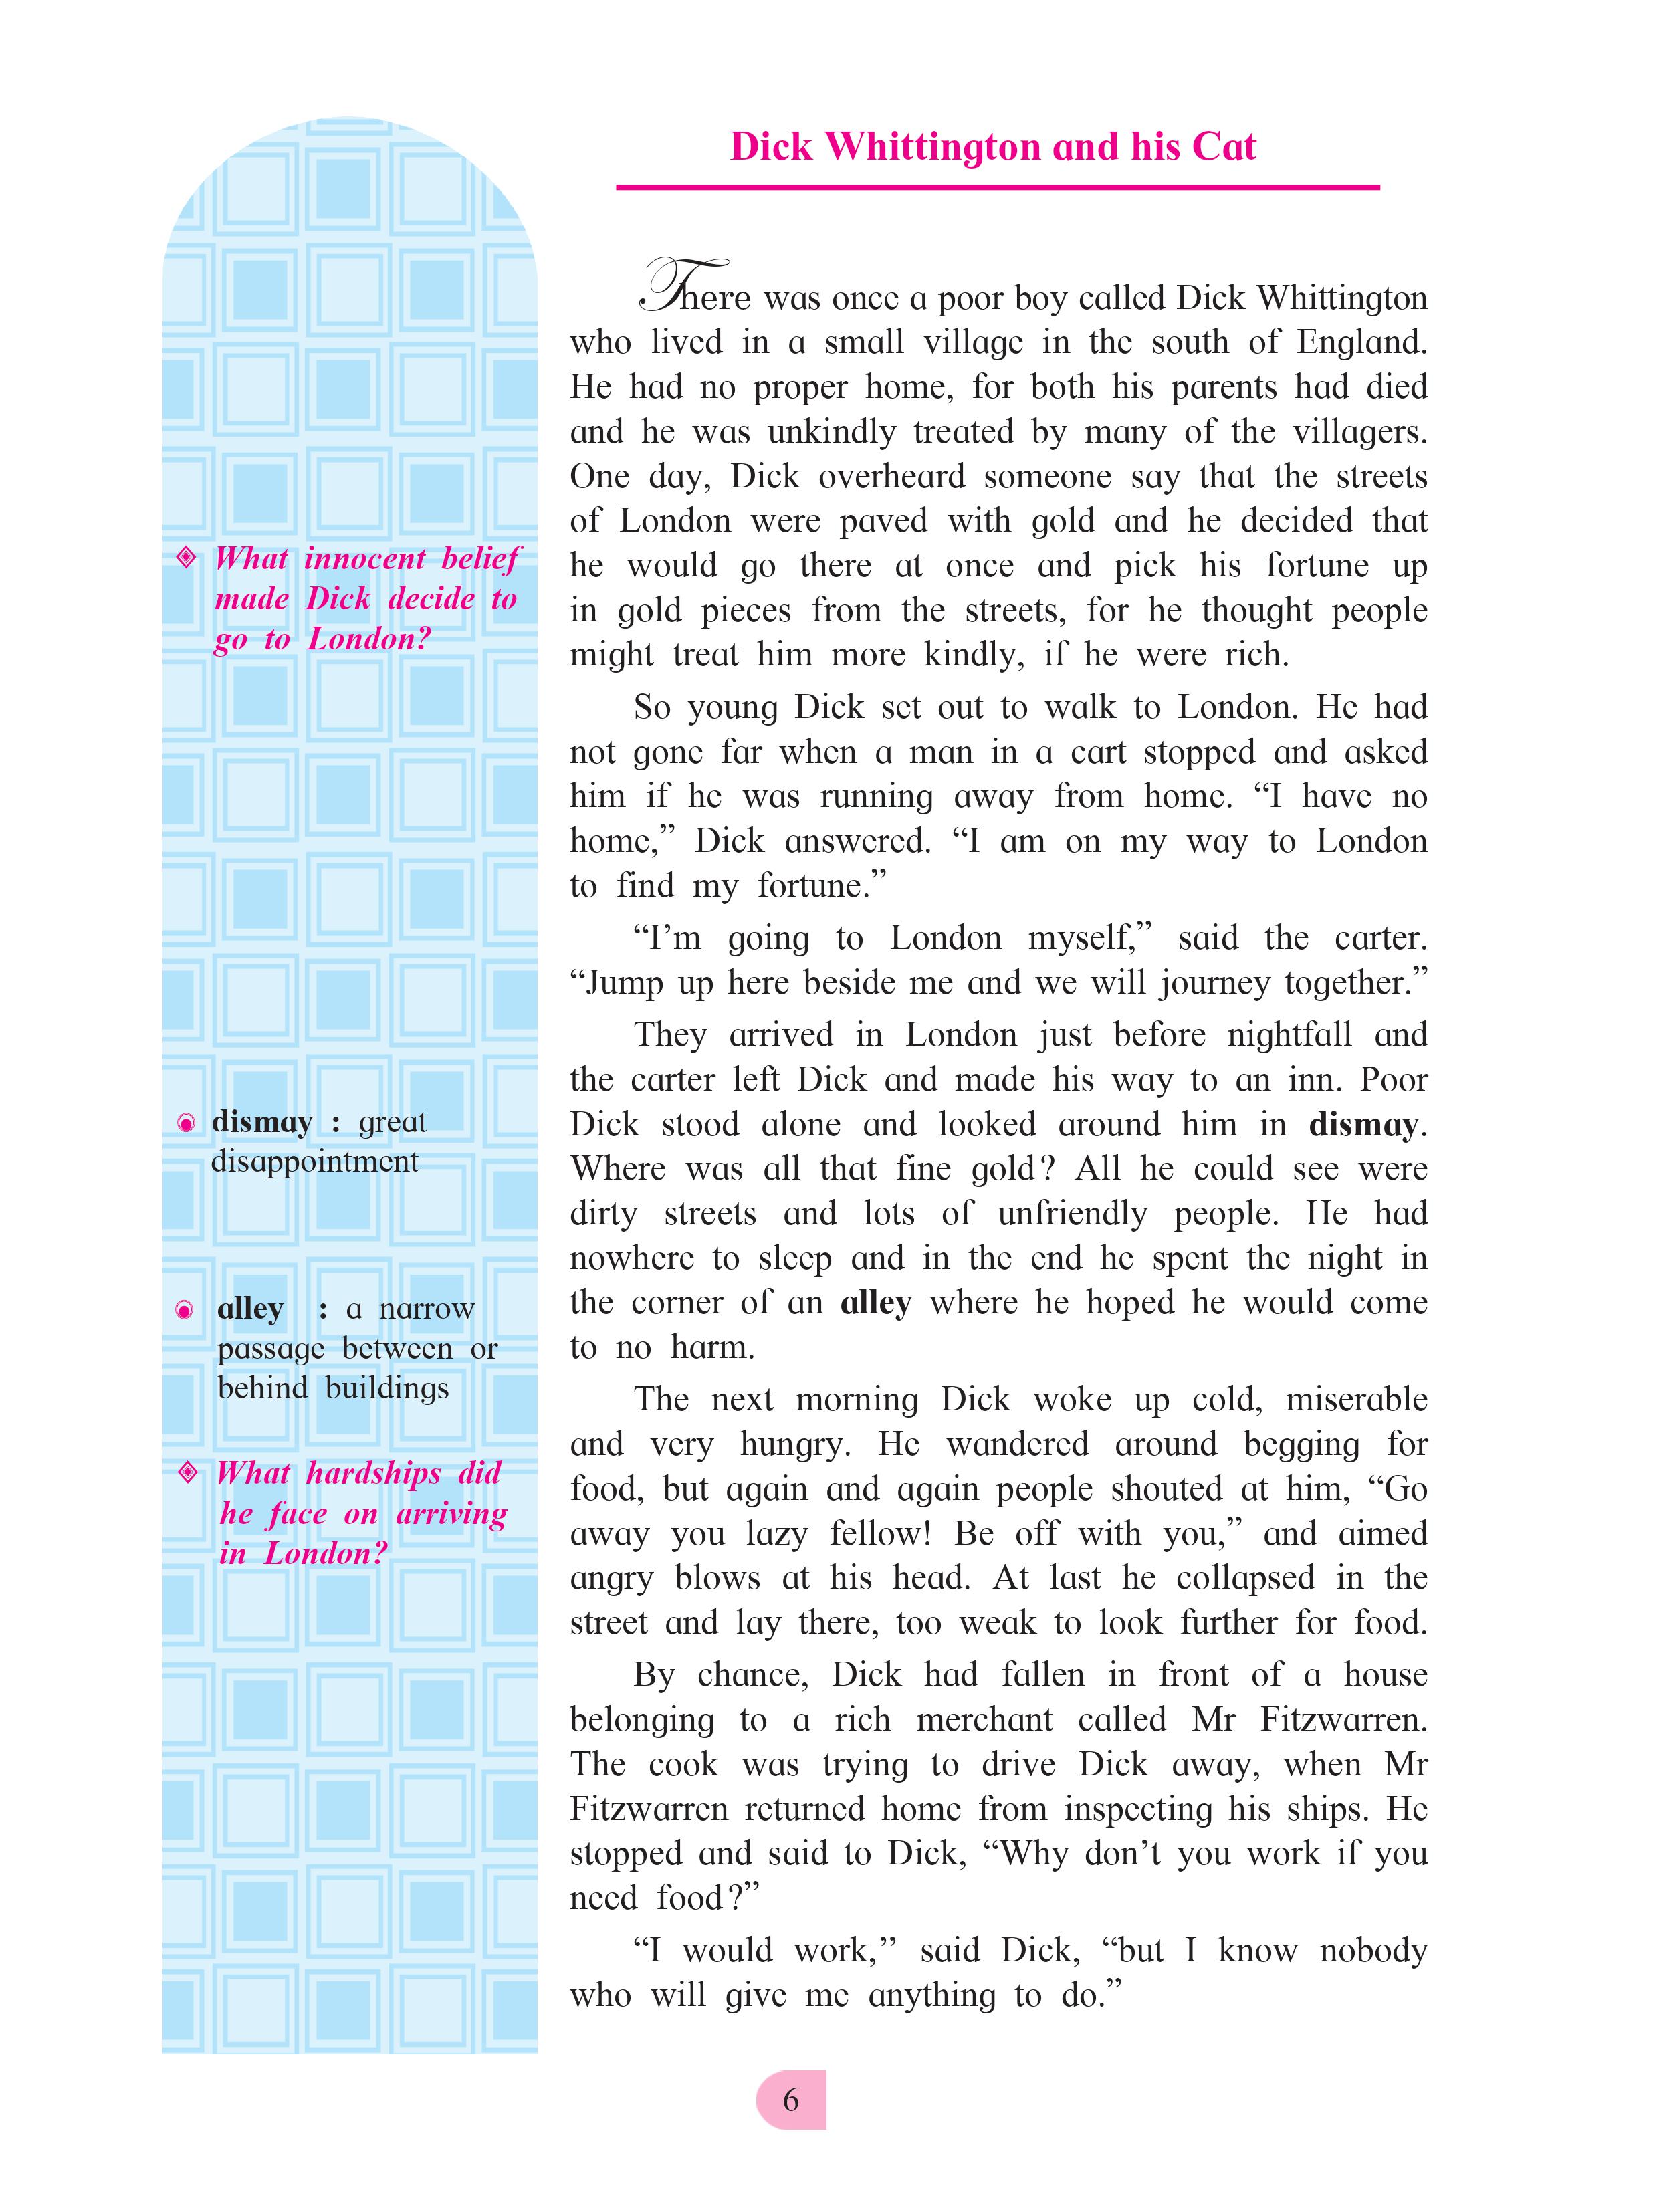 Dick Whittington and his Cat
There was once a poor boy called Dick Whittington
who lived in a small village in the south of England.
He had no proper home, for both his parents had died
and he was unkindly treated by many of the villagers.
One day, Dick overheard someone say that the streets
of London were paved with gold and he decided that
he would go there at once and pick his fortune up
in gold pieces from the streets, for he thought people
might treat him more kindly, if he were rich.
So young Dick set out to walk to London. He had
not gone far when a man in a cart stopped and asked
him if he was running away from home. “I have no
home,” Dick answered. “I am on my way to London
to find my fortune.”
“I’m going to London myself,” said the carter.
“Jump up here beside me and we will journey together.”
They arrived in London just before nightfall and
the carter left Dick and made his way to an inn. Poor
Dick stood alone and looked around him in dismay.
Where was all that fine gold? All he could see were
dirty streets and lots of unfriendly people. He had
nowhere to sleep and in the end he spent the night in
the corner of an alley where he hoped he would come
to no harm.
The next morning Dick woke up cold, miserable
and very hungry. He wandered around begging for
food, but again and again people shouted at him, “Go
away you lazy fellow! Be off with you,” and aimed
angry blows at his head. At last he collapsed in the
street and lay there, too weak to look further for food.
By chance, Dick had fallen in front of a house
belonging to a rich merchant called Mr Fitzwarren.
The cook was trying to drive Dick away, when Mr
Fitzwarren returned home from inspecting his ships. He
stopped and said to Dick, “Why don’t you work if you
need food?”
“I would work,’’ said Dick, “but I know nobody
who will give me anything to do.”
What innocent belief
made Dick decide to
go to London?
dismay : great
disappointment
alley : a narrow
passage between or
behind buildings
What hardships did
he face on arriving
in London?
6